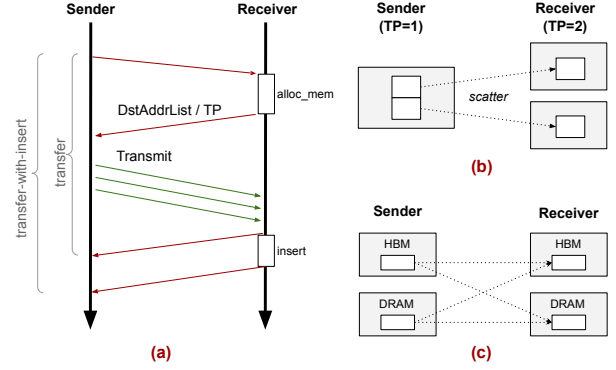 Sender
Receiver
alloc_mem
DstAddrList / TP
Transmit
insert
transfer
transfer-with-insert
(a)
Sender
(TP=1)
Receiver
(TP=2)
scatter
(b)
Sender
Receiver
HBM
HBM
DRAM
DRAM
(c)